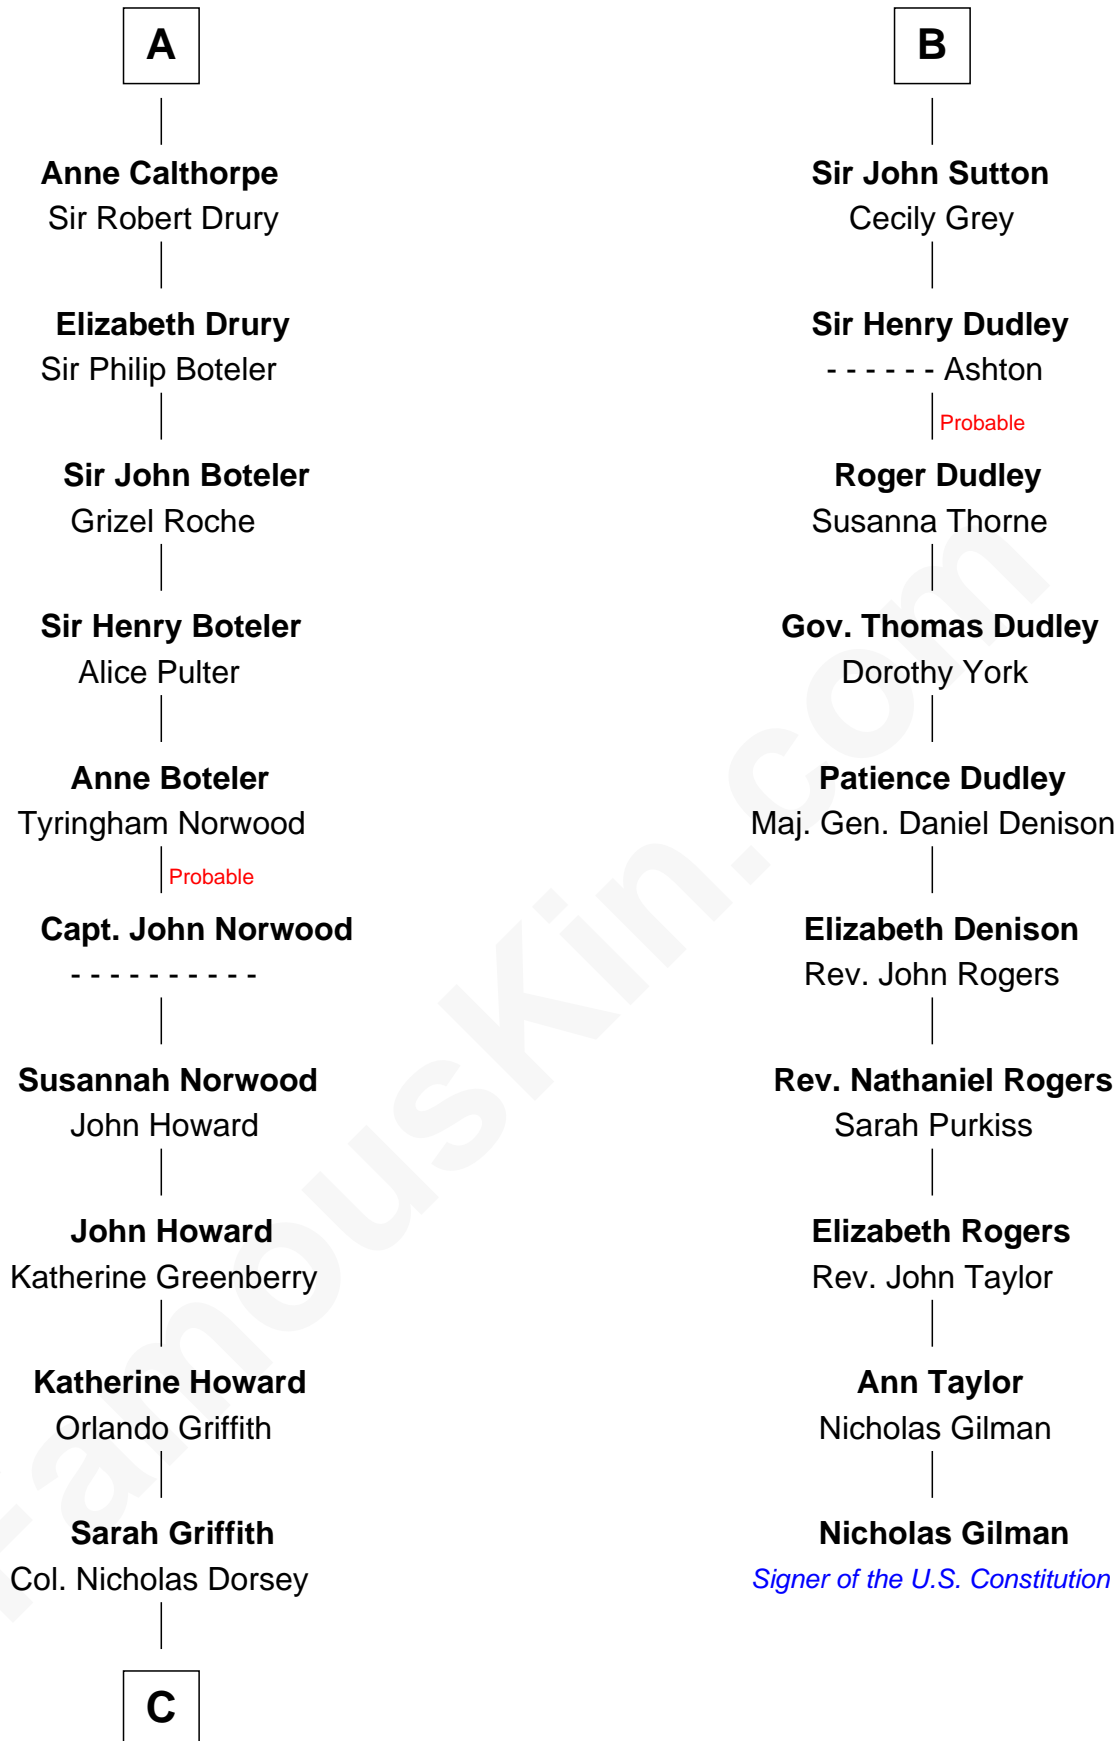 A
Anne Calthorpe
Sir Robert Drury
Elizabeth Drury
Sir Philip Boteler
Sir John Boteler
Grizel Roche
Sir Henry Boteler
Alice Pulter
Anne Boteler
Tyringham Norwood
Probable
Capt. John Norwood
- - - - - - - - - -
Susannah Norwood
John Howard
John Howard
Katherine Greenberry
Katherine Howard
Orlando Griffith
Sarah Griffith
Col. Nicholas Dorsey
C
B
Sir John Sutton
Cecily Grey
Sir Henry Dudley
- - - - - - Ashton
Probable
Roger Dudley
Susanna Thorne
Gov. Thomas Dudley
Dorothy York
Patience Dudley
Maj. Gen. Daniel Denison
Elizabeth Denison
Rev. John Rogers
Rev. Nathaniel Rogers
Sarah Purkiss
Elizabeth Rogers
Rev. John Taylor
Ann Taylor
Nicholas Gilman
Nicholas Gilman
Signer of the U.S. Constitution
FamousKin.com